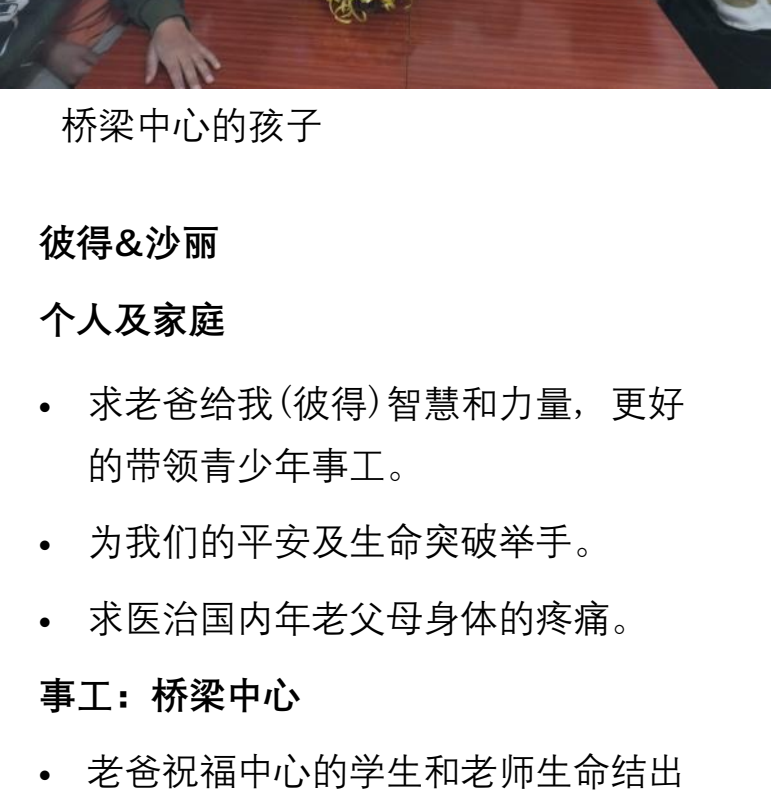 桥梁中心的孩子
彼得&沙丽
个人及家庭
• 求老爸给我(彼得)智慧和力量，更好
的带领青少年事工。
• 为我们的平安及生命突破举手。
• 求医治国内年老父母身体的疼痛。
事工：桥梁中心
• 老爸祝福中心的学生和老师生命结出